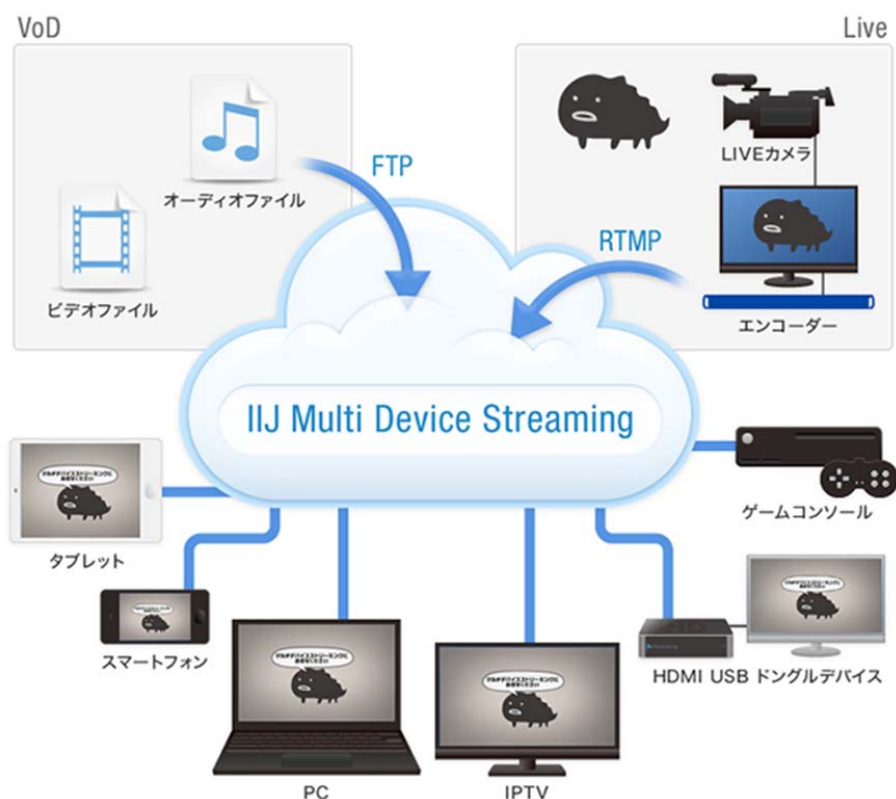 VoD
Live
オーディオファイル
ビデオファイル
FTP
LIVEカメラ
RTMP
エンコーダー
IIJ Multi Device Streaming
タブレット
スマートフォン
PC
IPTV
ゲームコンソール
HDMI USB ドングルデバイス